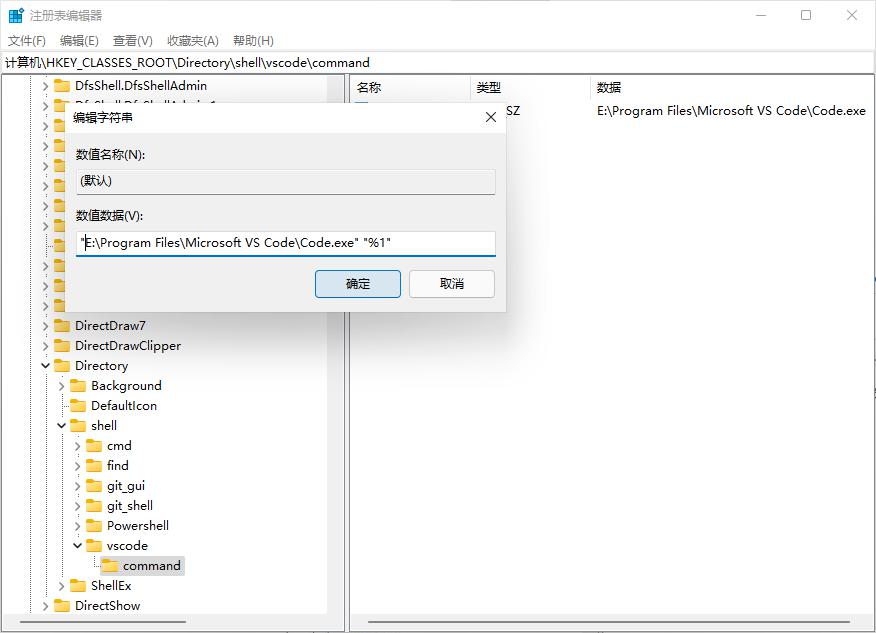 注册表编辑器
文件(F) 编辑(E) 查看(V) 收藏夹(A) 帮助(H)
计算机\HKEY_CLASSES_ROOT\Directory\shell\vscode\command
DfsShell.DfsShellAdmin
名称 类型 数据
SZ E:\Program Files\Microsoft VS Code\Code.exe
编辑字符串
数值名称(N):
(默认)
数值数据(V):
"E:\Program Files\Microsoft VS Code\Code.exe" "%1"
确定 取消
DirectDraw7
DirectDrawClipper
Directory
Background
DefaultIcon
shell
cmd
find
git_gui
git_shell
Powershell
vscode
command
ShellEx
DirectShow